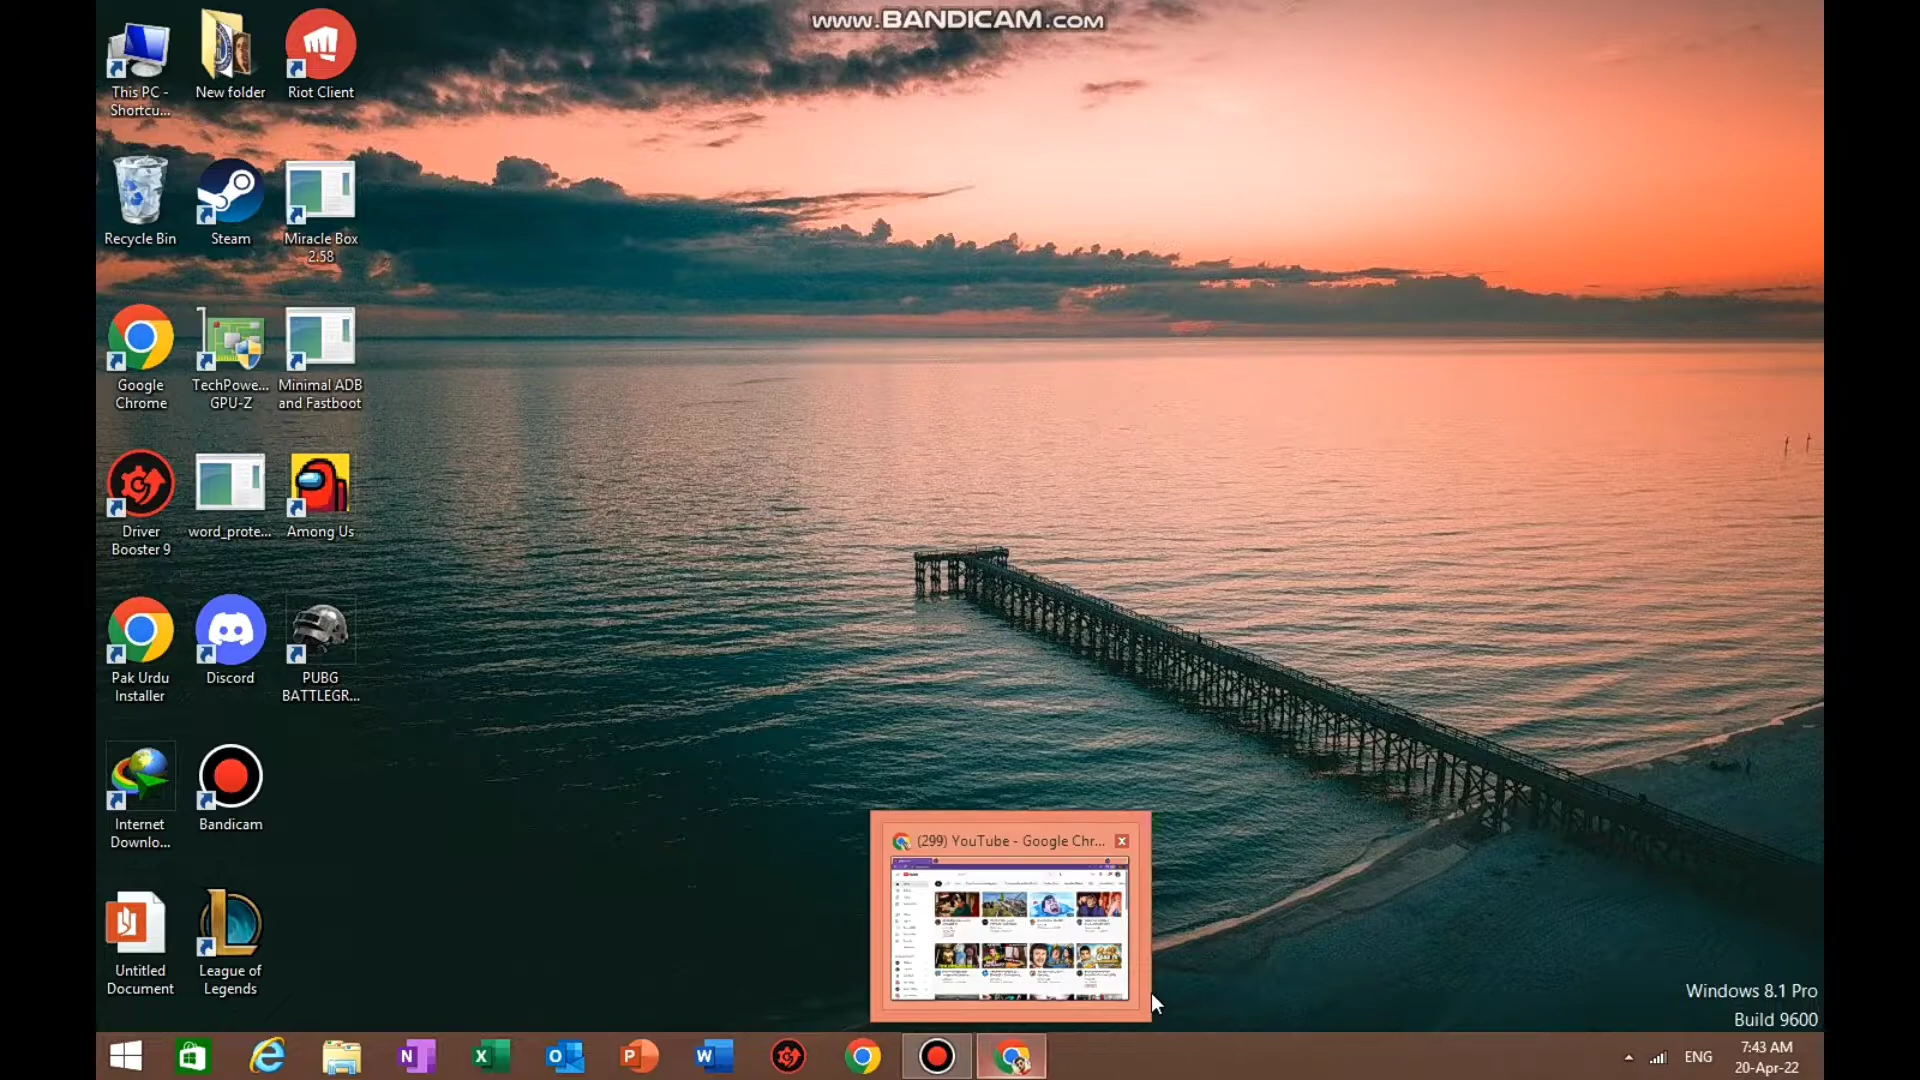 www.BANDICAM.com
This PC -
Shortcu...
New folder
Riot Client
Recycle Bin
Steam
Miracle Box
2.58
Google
Chrome
TechPowe...
GPU-Z
Minimal ADB
and Fastboot
Driver
Booster 9
word_prote...
Among Us
Pak Urdu
Installer
Discord
PUBG
BATTLEGR...
Internet
Downlo...
Bandicam
Untitled
Document
League of
Legends
(299) YouTube - Google Chr...
Windows 8.1 Pro
Build 9600
ENG
7:43 AM
20-Apr-22